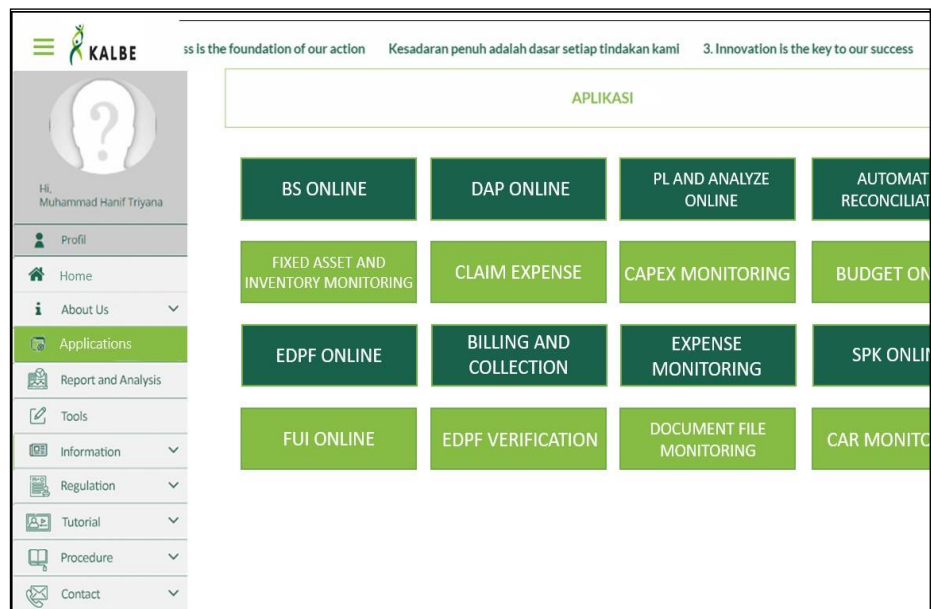 KALBE
ss is the foundation of our action Kesadaran penuh adalah dasar setiap tindakan kami 3. Innovation is the key to our success
APLIKASI
Hi,
Muhammad Hanif Triyana
Profil
Home
About Us
Applications
Report and Analysis
Tools
Information
Regulation
Tutorial
Procedure
Contact
BS ONLINE
DAP ONLINE
PL AND ANALYZE
ONLINE
AUTOMAT
RECONCILIAT
FIXED ASSET AND
INVENTORY MONITORING
CLAIM EXPENSE
CAPEX MONITORING
BUDGET ON
EDPF ONLINE
BILLING AND
COLLECTION
EXPENSE
MONITORING
SPK ONLIN
FUI ONLINE
EDPF VERIFICATION
DOCUMENT FILE
MONITORING
CAR MONITO